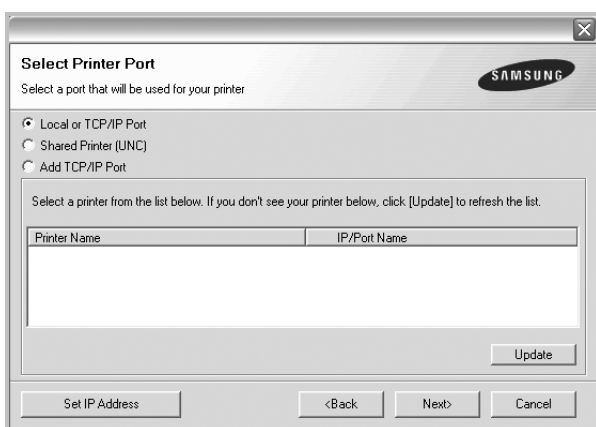 Select Printer Port
Select a port that will be used for your printer
SAMSUNG
Local or TCP/IP Port
Shared Printer (UNC)
Add TCP/IP Port
Select a printer from the list below. If you don't see your printer below, click [Update] to refresh the list.
Printer Name IP/Port Name
Update
Set IP Address <Back Next> Cancel